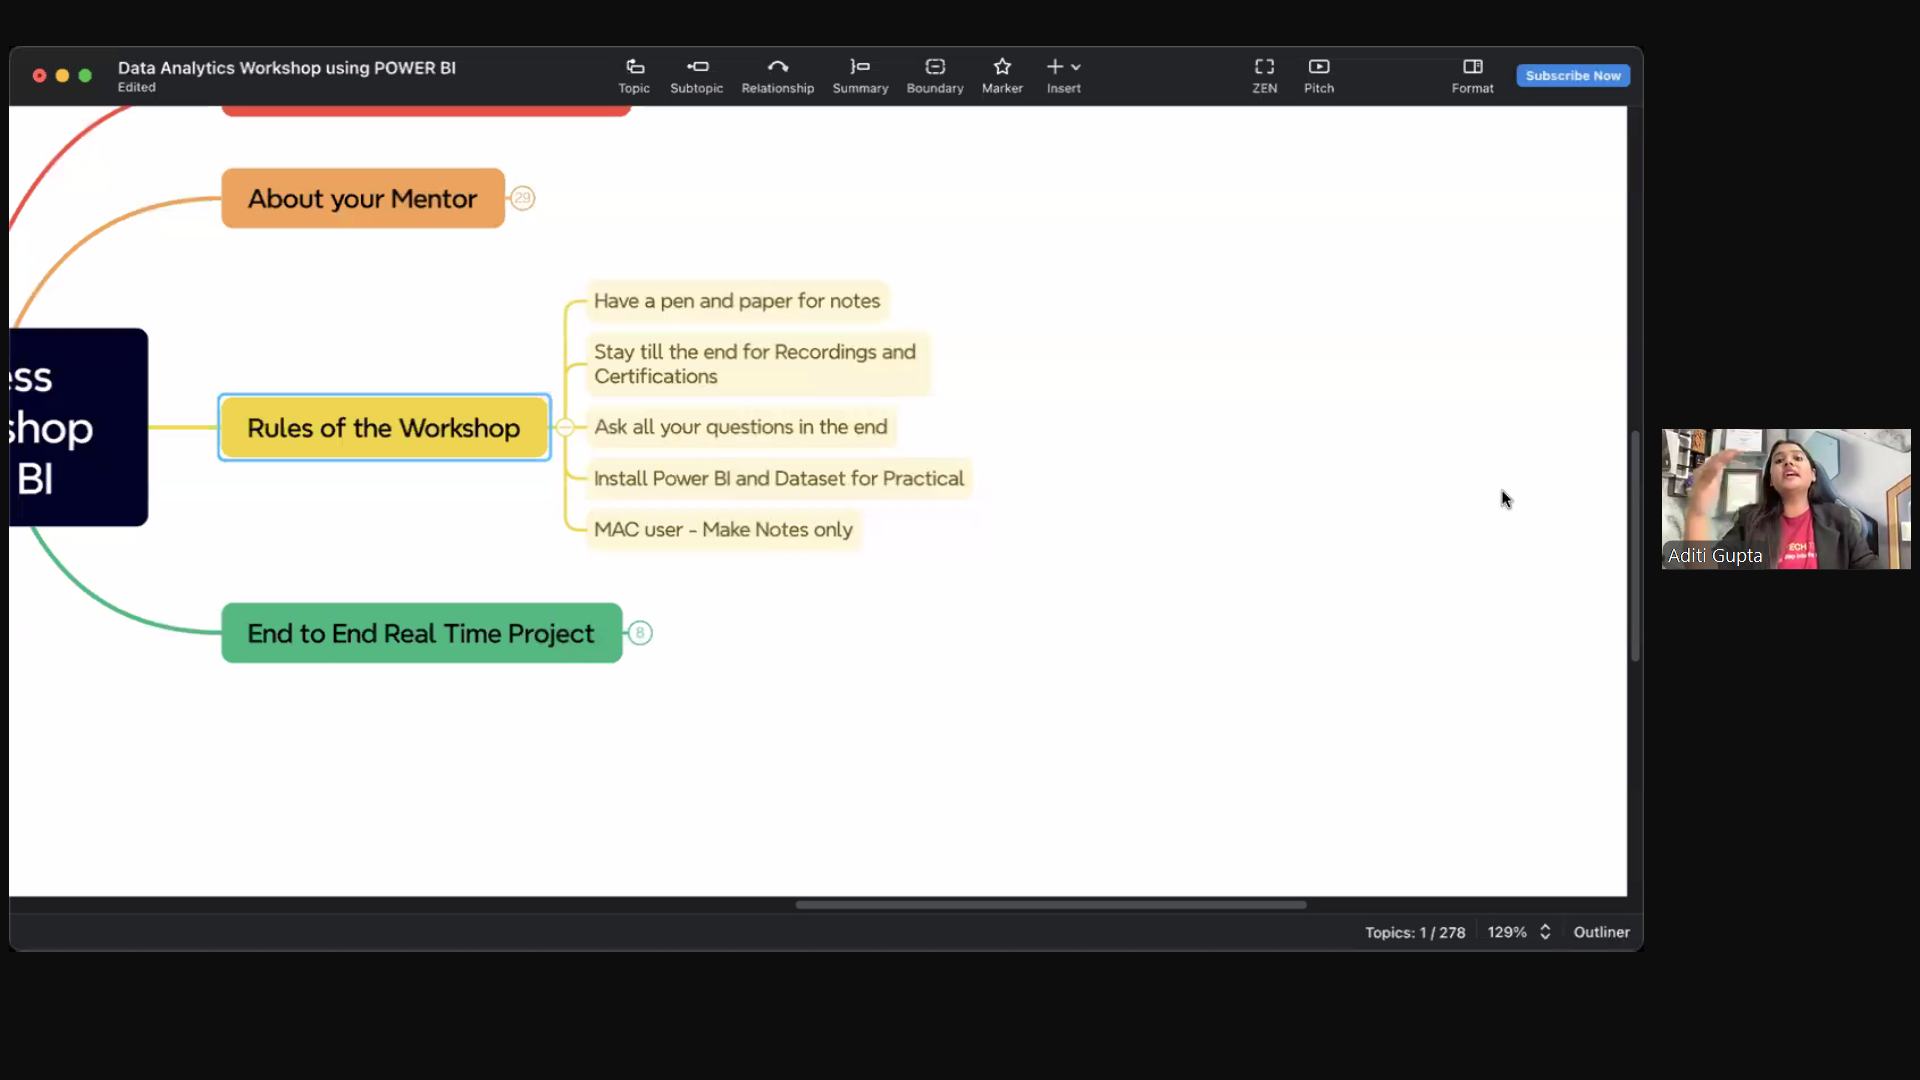 Data Analytics Workshop using POWER BI
Edited
Topic
Subtopic
Relationship
Summary
Boundary
Marker
Insert
ZEN
Pitch
Format
Subscribe Now
About your Mentor
29
Have a pen and paper for notes
Stay till the end for Recordings and
Certifications
ess
shop
BI
Rules of the Workshop
Ask all your questions in the end
Install Power BI and Dataset for Practical
MAC user - Make Notes only
End to End Real Time Project
8
Aditi Gupta
Topics: 1 / 278
129%
Outliner